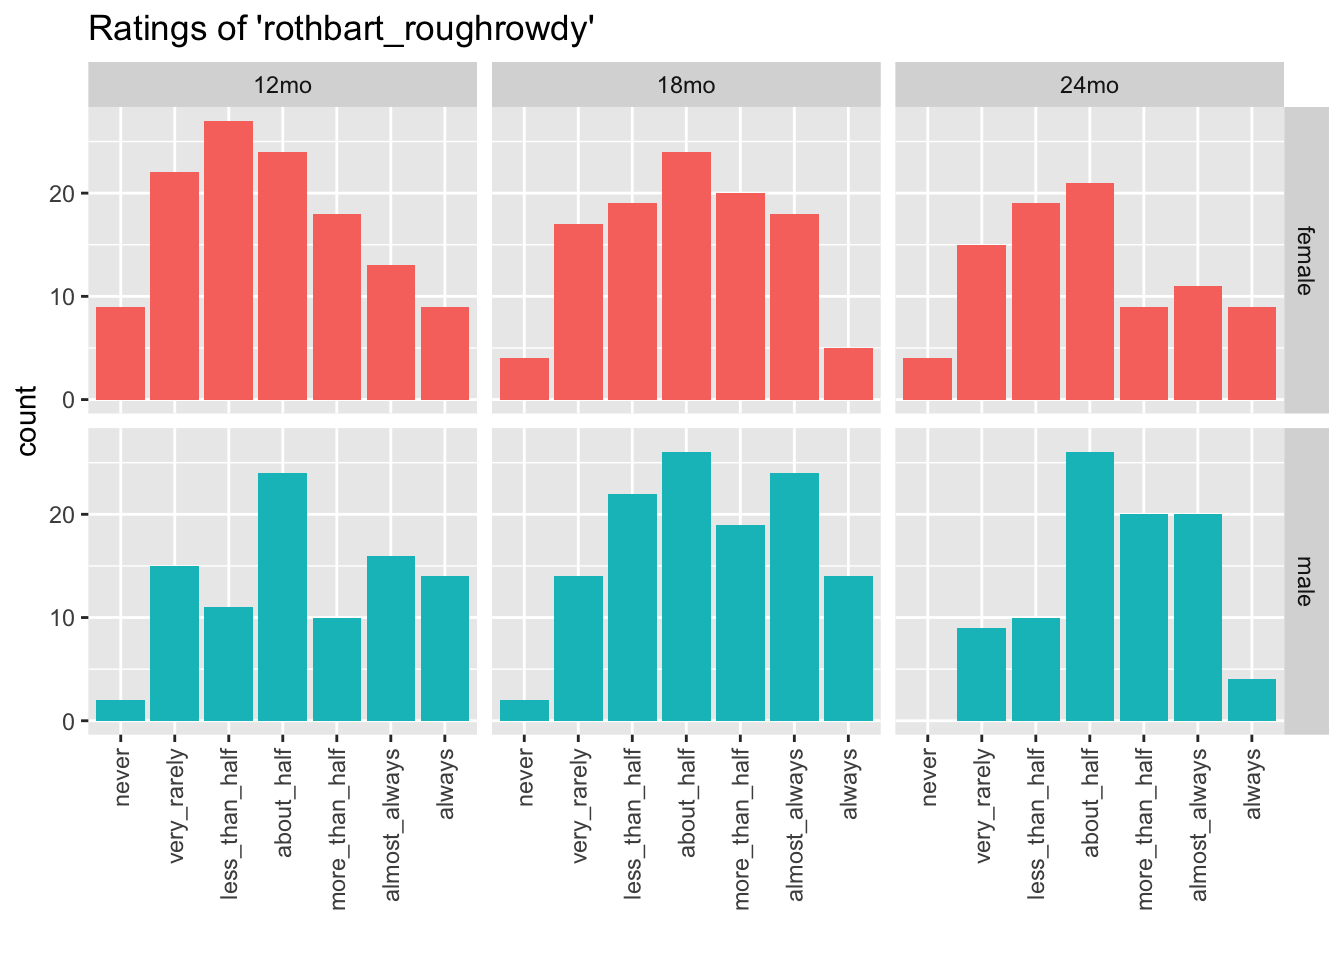 Ratings of 'rothbart_roughrowdy'
12mo
18mo
24mo
20
10
0
female
count
20
10
0
male
never
very_rarely
less_than_half
about_half
more_than_half
almost_always
always
never
very_rarely
less_than_half
about_half
more_than_half
almost_always
always
never
very_rarely
less_than_half
about_half
more_than_half
almost_always
always